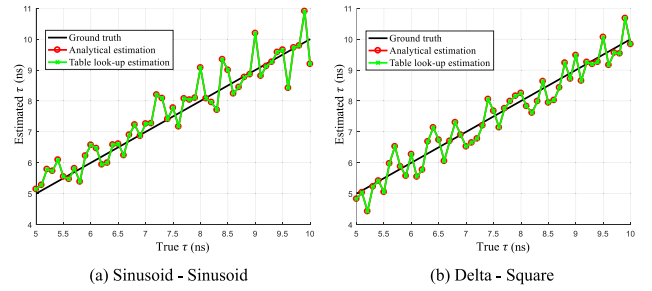 Ground truth
Analytical estimation
Table look-up estimation
Estimated τ (ns)
11
10
9
8
7
6
5
4
5 5.5 6 6.5 7 7.5 8 8.5 9 9.5 10
True τ (ns)
(a) Sinusoid - Sinusoid
Ground truth
Analytical estimation
Table look-up estimation
Estimated τ (ns)
11
10
9
8
7
6
5
4
5 5.5 6 6.5 7 7.5 8 8.5 9 9.5 10
True τ (ns)
(b) Delta - Square